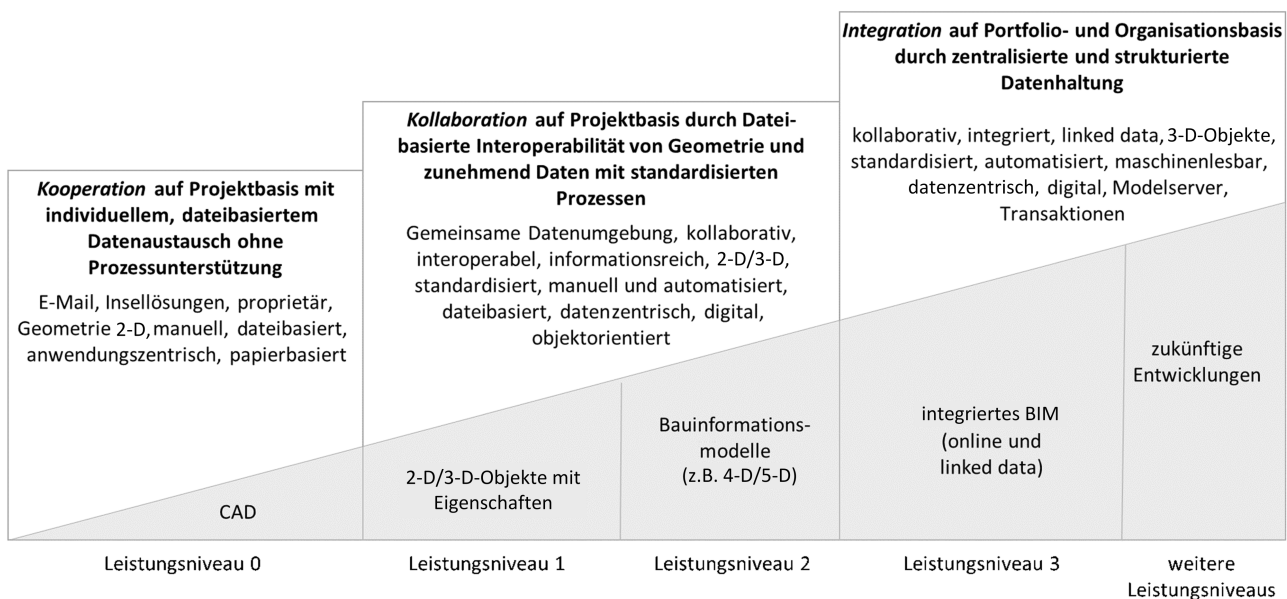 Kooperation auf Projektbasis mit
individuellem, dateibasiertem
Datenaustausch ohne
Prozessunterstützung
E-Mail, Insellösungen, proprietär,
Geometrie 2-D, manuell, dateibasiert,
anwendungszentrisch, papierbasiert
Kollaboration auf Projektbasis durch Datei-
basierte Interoperabilität von Geometrie und
zunehmend Daten mit standardisierten
Prozessen
Gemeinsame Datenumgebung, kollaborativ,
interoperabel, informationsreich, 2-D/3-D,
standardisiert, manuell und automatisiert,
dateibasiert, datenzentrisch, digital,
objektorientiert
Integration auf Portfolio- und Organisationsbasis
durch zentralisierte und strukturierte
Datenhaltung
kollaborativ, integriert, linked data, 3-D-Objekte,
standardisiert, automatisiert, maschinenlesbar,
datenzentrisch, digital, Modelserver,
Transaktionen
CAD
2-D/3-D-Objekte mit
Eigenschaften
Bauinformations-
modelle
(z.B. 4-D/5-D)
integriertes BIM
(online und
linked data)
zukünftige
Entwicklungen
Leistungsniveau 0
Leistungsniveau 1
Leistungsniveau 2
Leistungsniveau 3
weitere
Leistungsniveaus